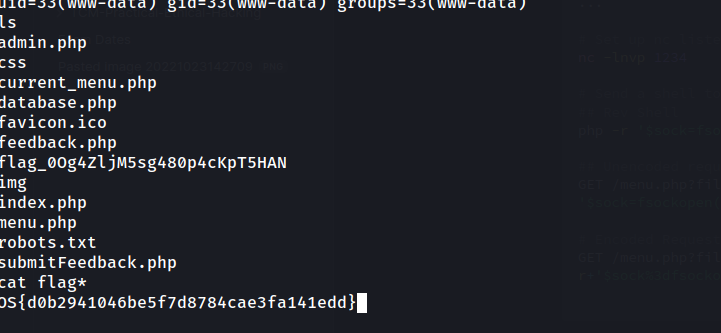 uid=33(www-data) gid=33(www-data) groups=33(www-data)
ls
admin.php
css
current_menu.php
database.php
favicon.ico
feedback.php
flag_0Og4ZljM5sg480p4cKpT5HAN
img
index.php
menu.php
robots.txt
submitFeedback.php
cat flag*
OS{d0b2941046be5f7d8784cae3fa141edd}